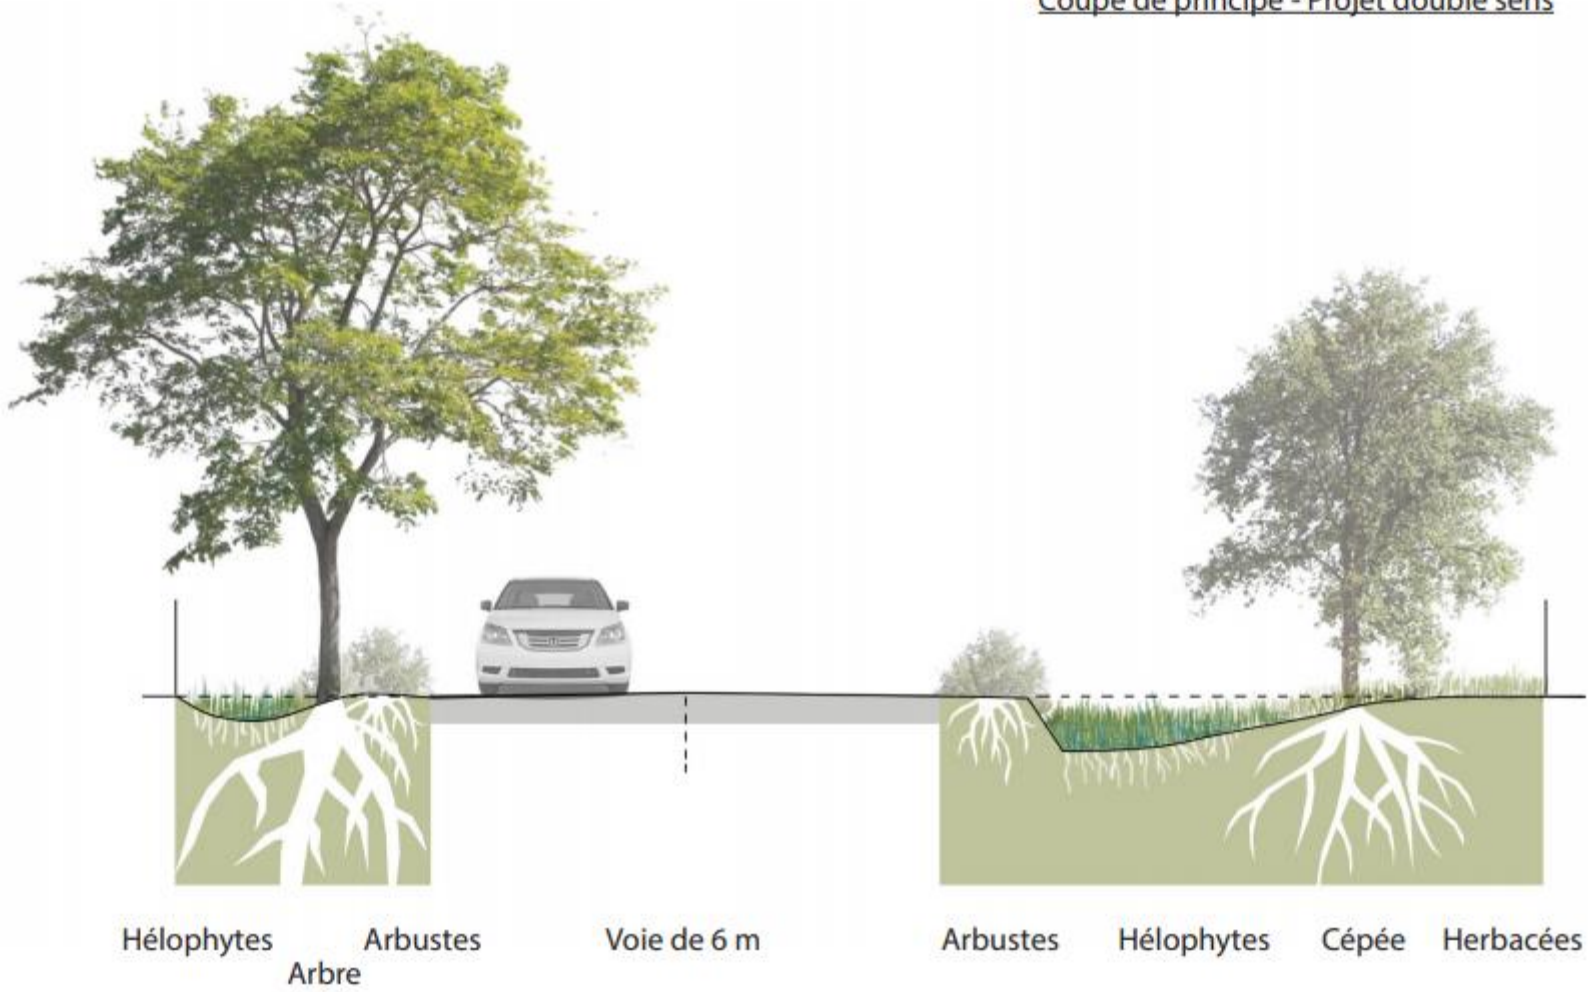 Coupe de principe - Projet double sens
Hélophytes
Arbre
Arbustes
Voie de 6 m
Arbustes
Hélophytes
Cépée
Herbacées